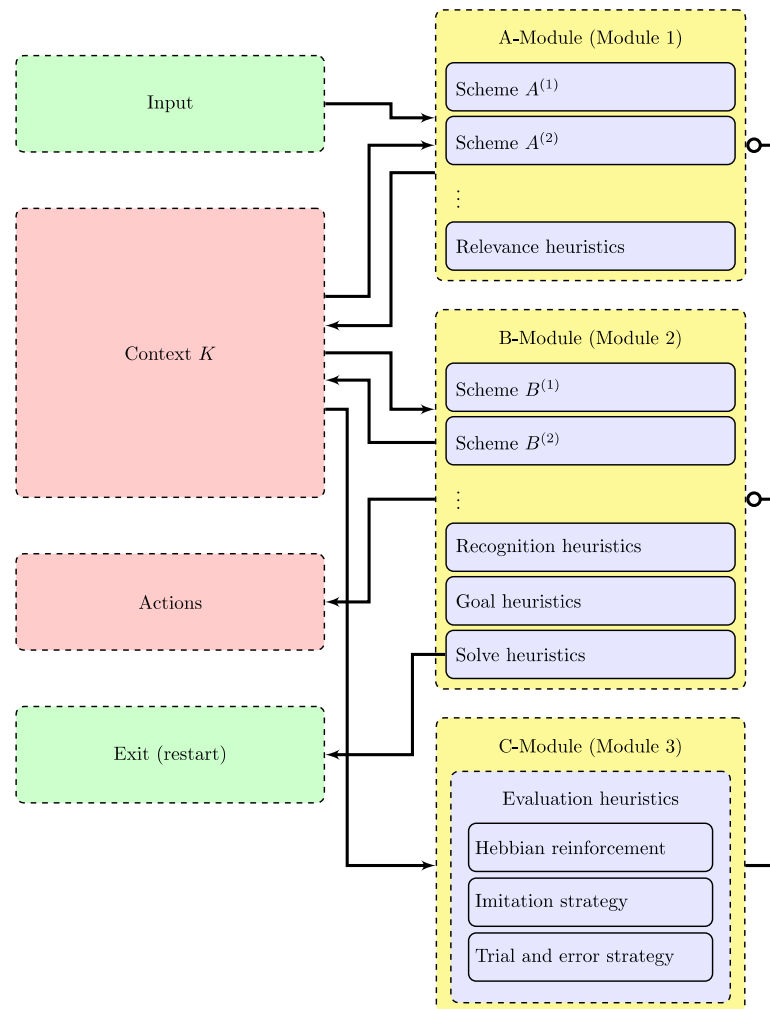 Input
Context K
Actions
Exit (restart)
A-Module (Module 1)
Scheme A⁽¹⁾
Scheme A⁽²⁾
⋮
Relevance heuristics
B-Module (Module 2)
Scheme B⁽¹⁾
Scheme B⁽²⁾
⋮
Recognition heuristics
Goal heuristics
Solve heuristics
C-Module (Module 3)
Evaluation heuristics
Hebbian reinforcement
Imitation strategy
Trial and error strategy